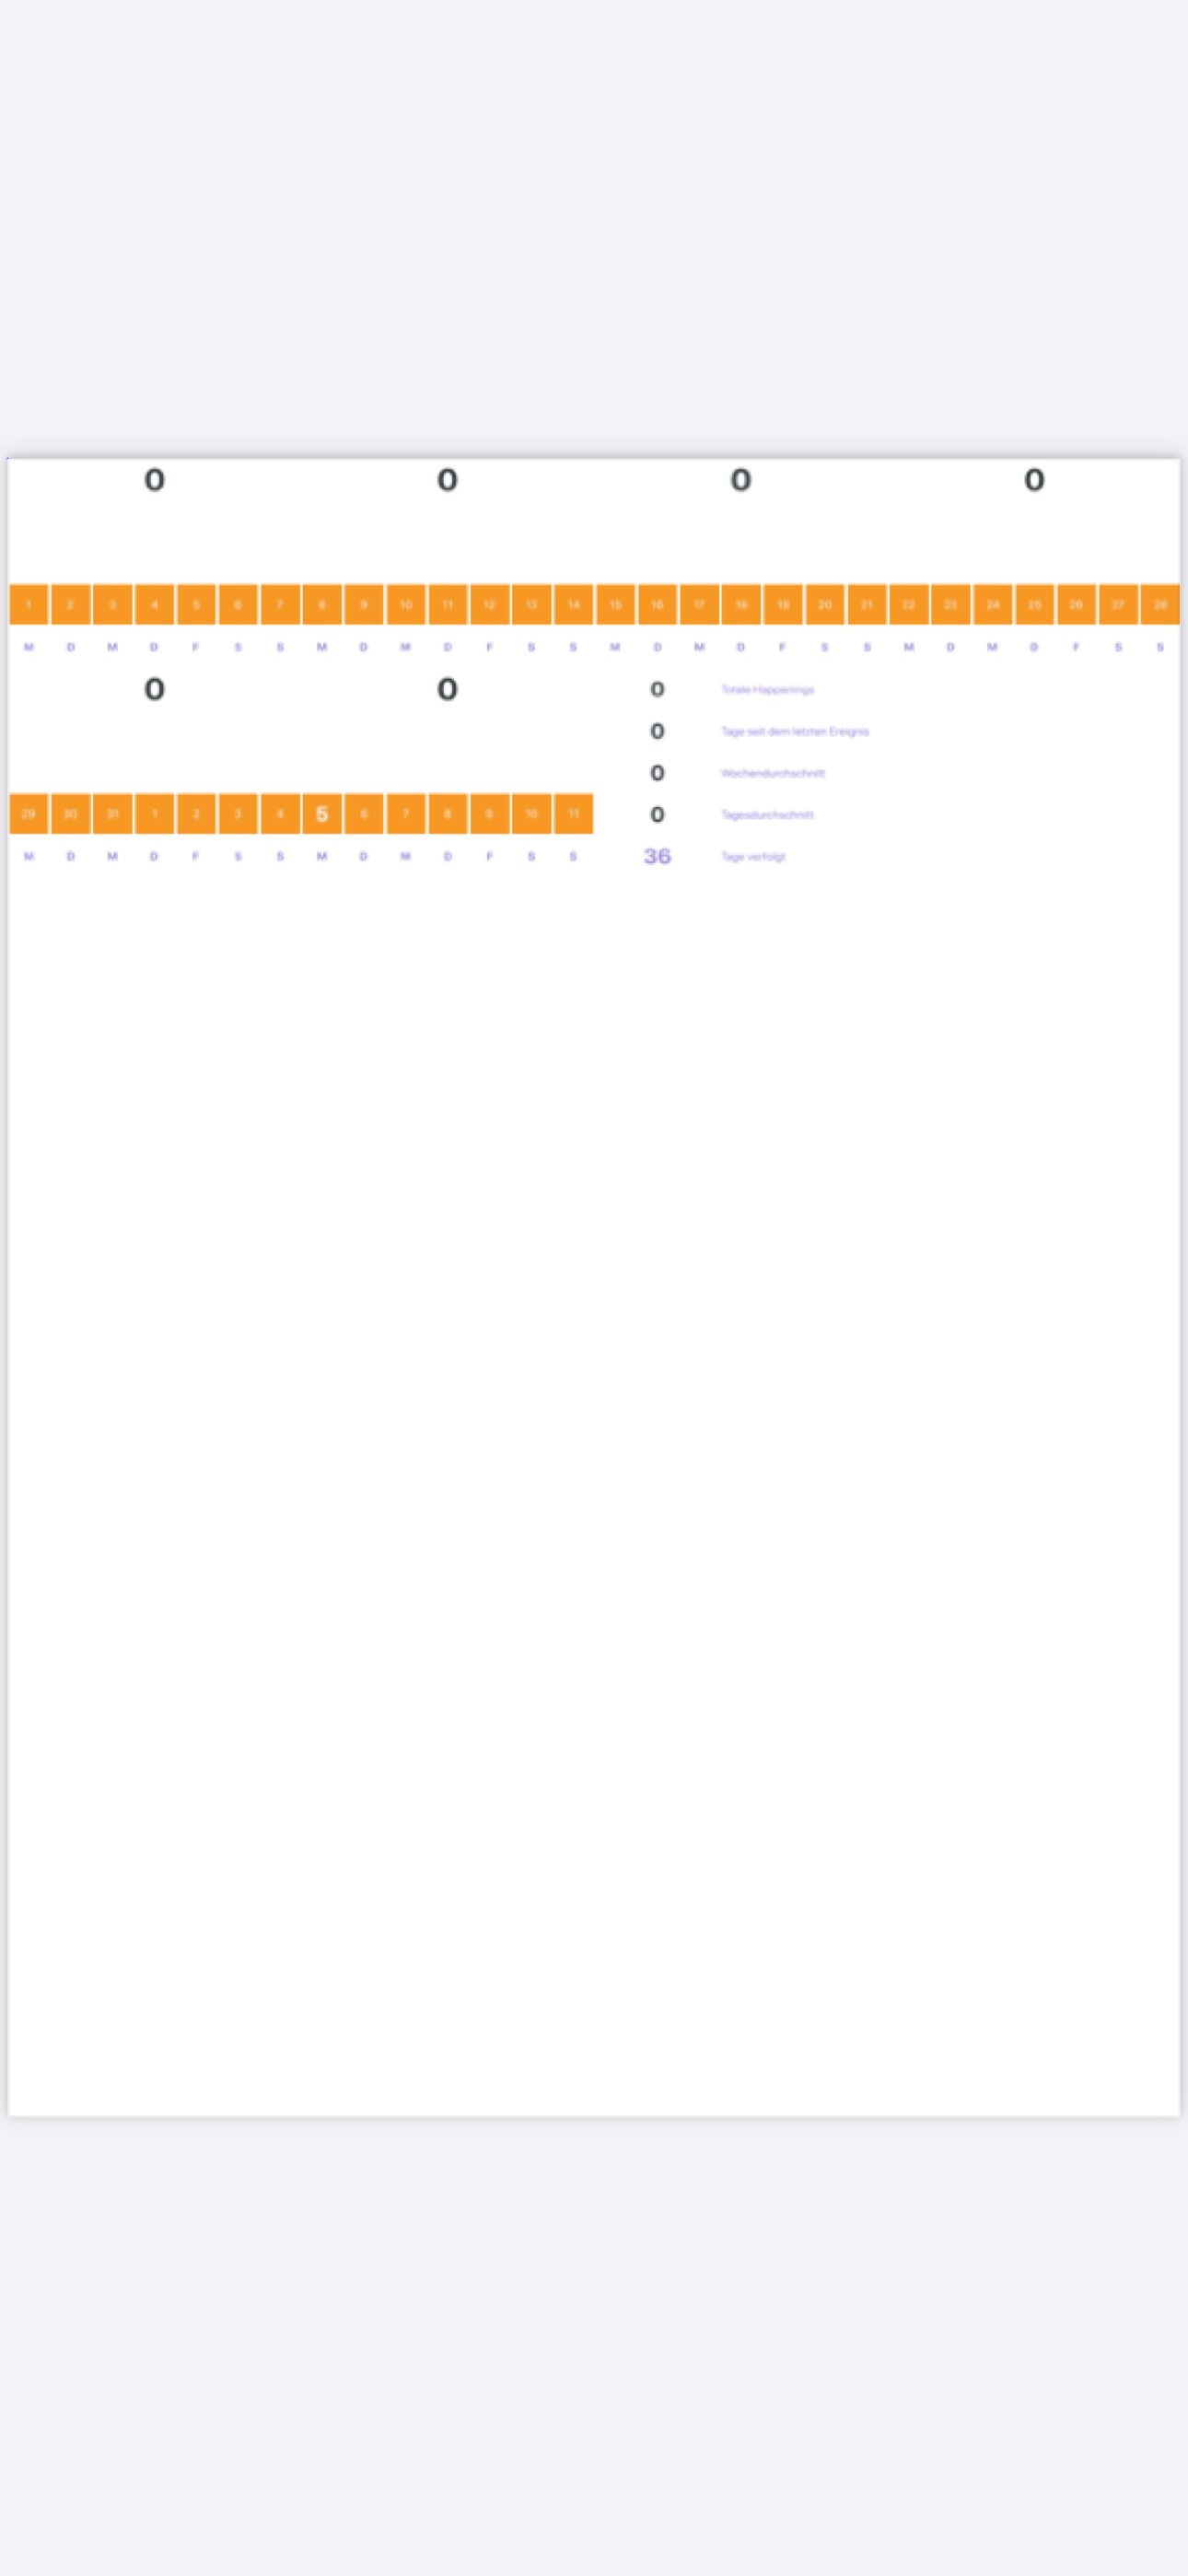 0 0 0 0
1 2 3 4 5 6 7 8 9 10 11 12 13 14 15 16 17 18 19 20 21 22 23 24 25 26 27 28
M D M D F S S M D M D F S S M D M D F S S M D M D F S S
0 0
0 Totale Happenings
0 Tage seit dem letzten Ereignis
0 Wochendurchschnitt
29 30 31 1 2 3 4 5 6 7 8 9 10 11
0 Tagesdurchschnitt
M D M D F S S M D M D F S S
36 Tage verfolgt